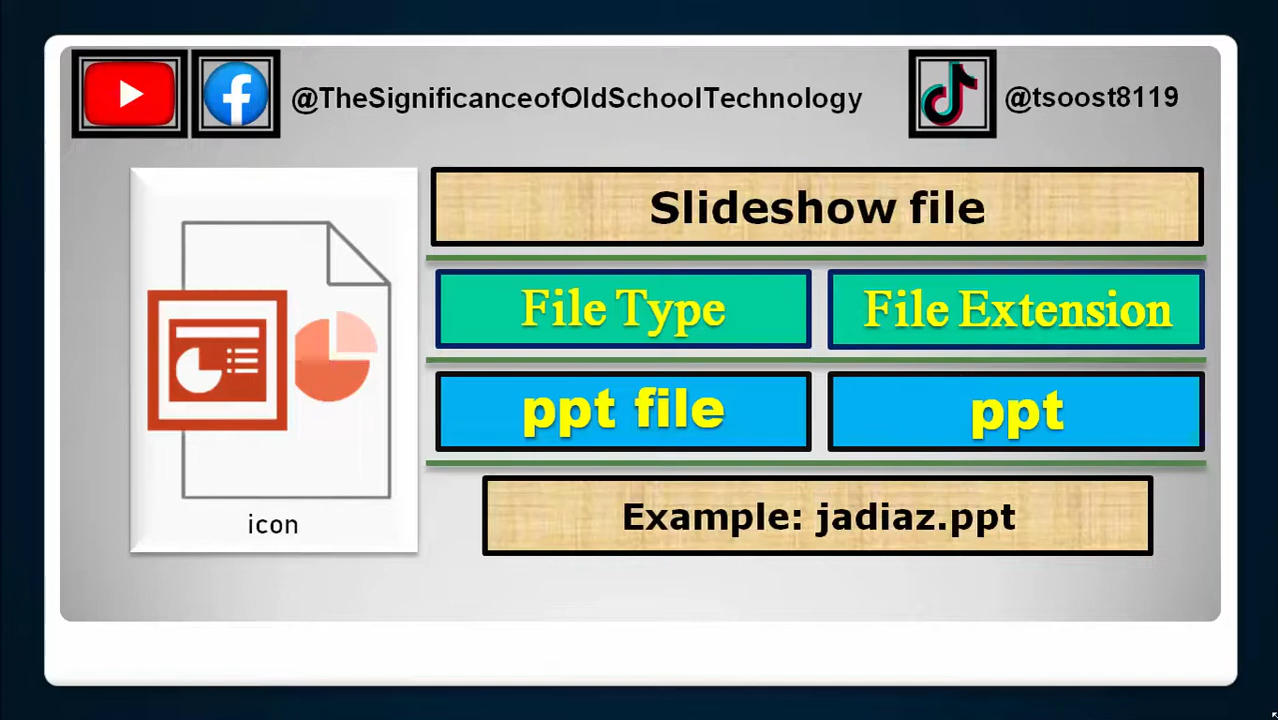 @TheSignificanceofOldSchoolTechnology
@tsoost8119
Slideshow file
File Type
File Extension
ppt file
ppt
Example: jadiaz.ppt
icon